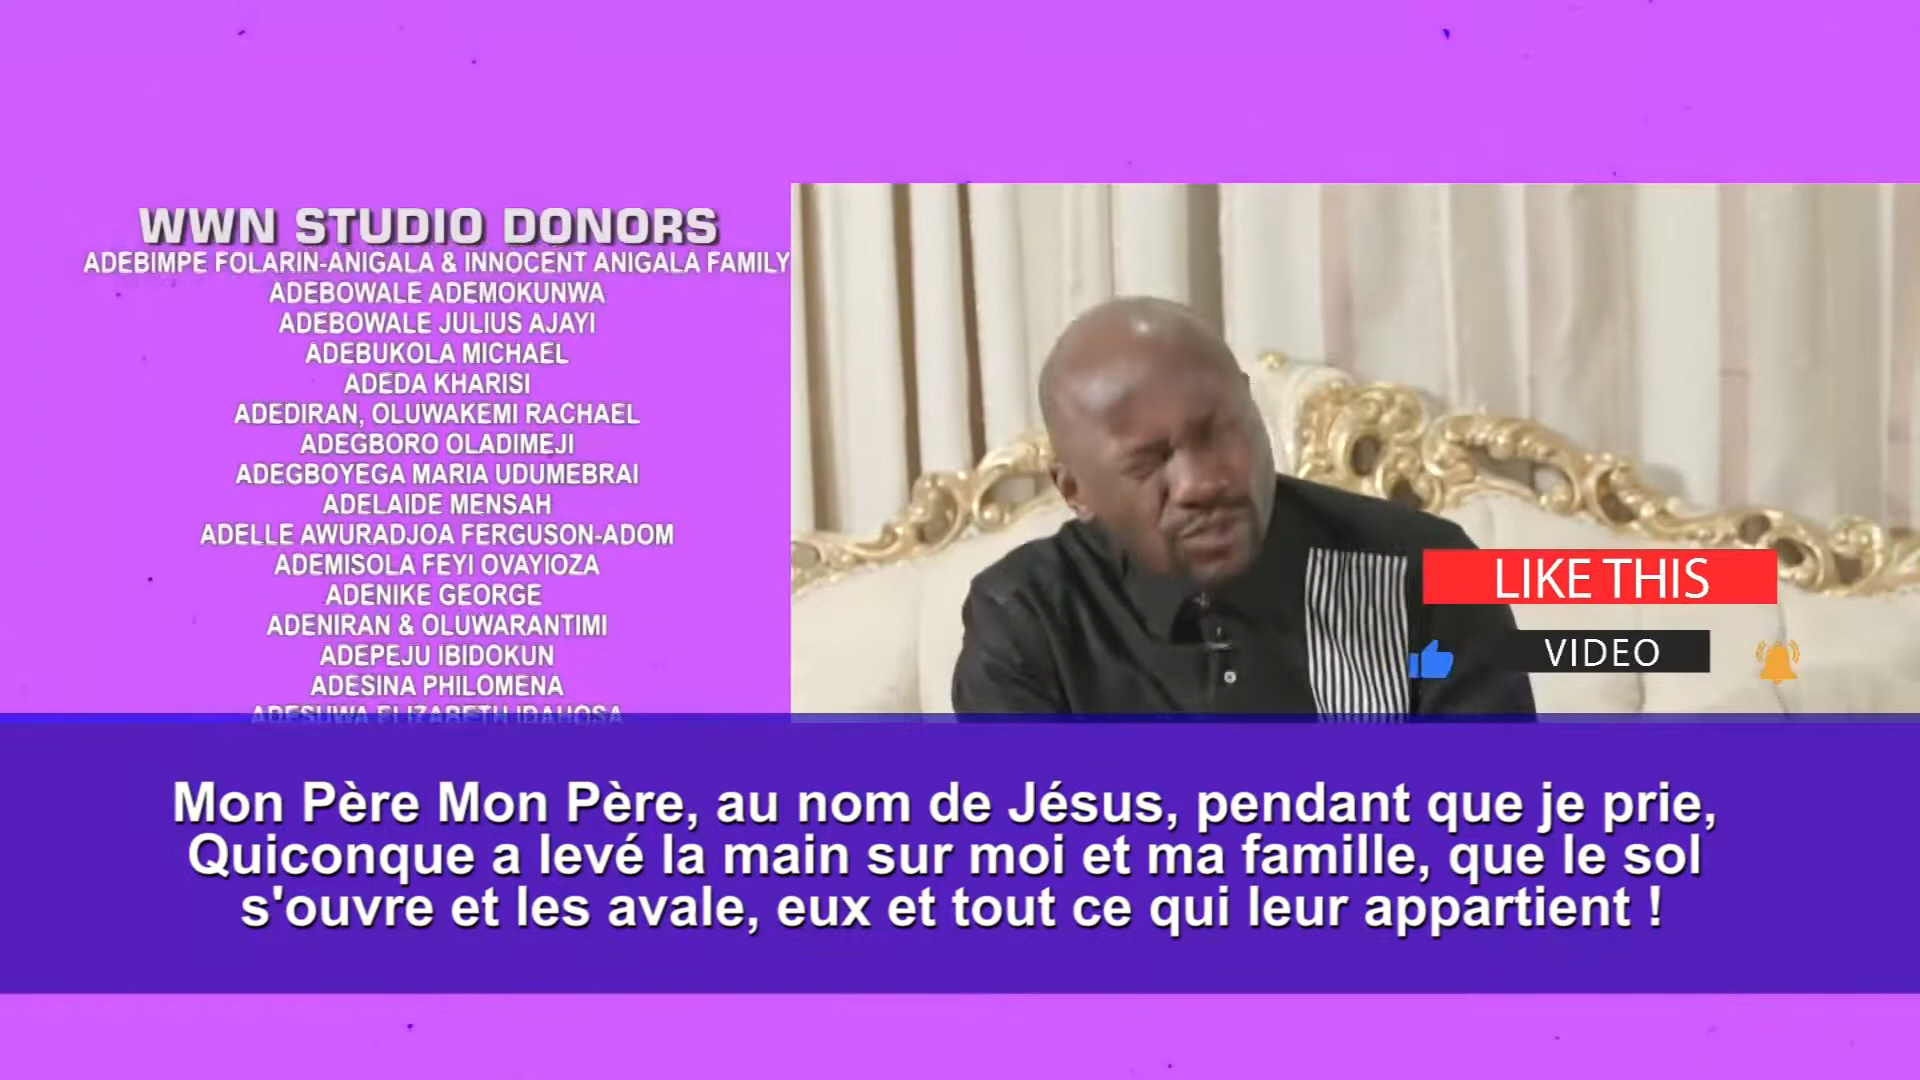 WWN STUDIO DONORS
ADEBIMPE FOLARIN-ANIGALA & INNOCENT ANIGALA FAMILY
ADEBOWALE ADEMOKUNWA
ADEBOWALE JULIUS AJAYI
ADEBUKOLA MICHAEL
ADEDA KHARISI
ADEDIRAN, OLUWAKEMI RACHAEL
ADEGBORO OLADIMEJI
ADEGBOYEGA MARIA UDUMEBRAI
ADELAIDE MENSAH
ADELLE AWURADJOA FERGUSON-ADOM
ADEMISOLA FEYI OVAYIOZA
ADENIKE GEORGE
ADENIRAN & OLUWARANTIMI
ADEPEJU IBIDOKUN
ADESINA PHILOMENA
ADESUWA ELIZABETH IDAHOSA
LIKE THIS
VIDEO
Mon Père Mon Père, au nom de Jésus, pendant que je prie,
Quiconque a levé la main sur moi et ma famille, que le sol
s'ouvre et les avale, eux et tout ce qui leur appartient !